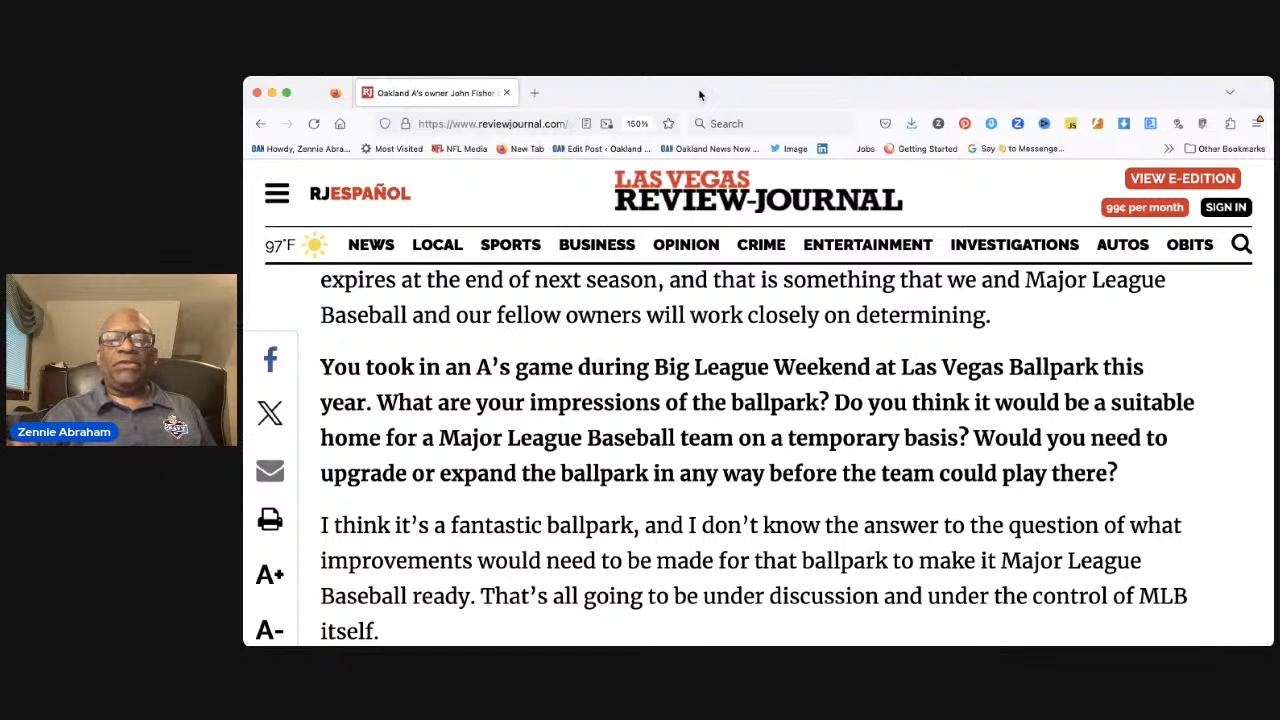 Oakland A's owner John Fisher
https://www.reviewjournal.com/
150%
Search
Howdy, Zennie Abra...
Most Visited
NFL Media
New Tab
Edit Post ‹ Oakland ...
Oakland News Now ...
Image
Jobs
Getting Started
Say 👋 to Messenge...
Other Bookmarks
RJESPAÑOL
LAS VEGAS
REVIEW-JOURNAL
VIEW E-EDITION
99¢ per month
SIGN IN
97°F
NEWS
LOCAL
SPORTS
BUSINESS
OPINION
CRIME
ENTERTAINMENT
INVESTIGATIONS
AUTOS
OBITS
expires at the end of next season, and that is something that we and Major League
Baseball and our fellow owners will work closely on determining.
You took in an A's game during Big League Weekend at Las Vegas Ballpark this
year. What are your impressions of the ballpark? Do you think it would be a suitable
home for a Major League Baseball team on a temporary basis? Would you need to
upgrade or expand the ballpark in any way before the team could play there?
I think it's a fantastic ballpark, and I don't know the answer to the question of what
improvements would need to be made for that ballpark to make it Major League
Baseball ready. That's all going to be under discussion and under the control of MLB
itself.
A+
A-
Zennie Abraham